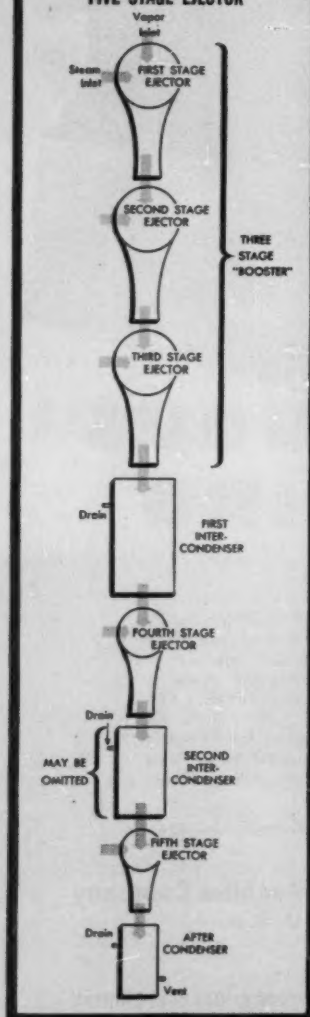 FIVE STAGE EJECTOR
Vapor
Inlet
Steam
Inlet
FIRST STAGE
EJECTOR
SECOND STAGE
EJECTOR
THREE
STAGE
"BOOSTER"
THIRD STAGE
EJECTOR
Drain
FIRST
INTER-
CONDENSER
FOURTH STAGE
EJECTOR
Drain
MAY BE
OMITTED
SECOND
INTER-
CONDENSER
FIFTH STAGE
EJECTOR
Drain
AFTER
CONDENSER
Vent